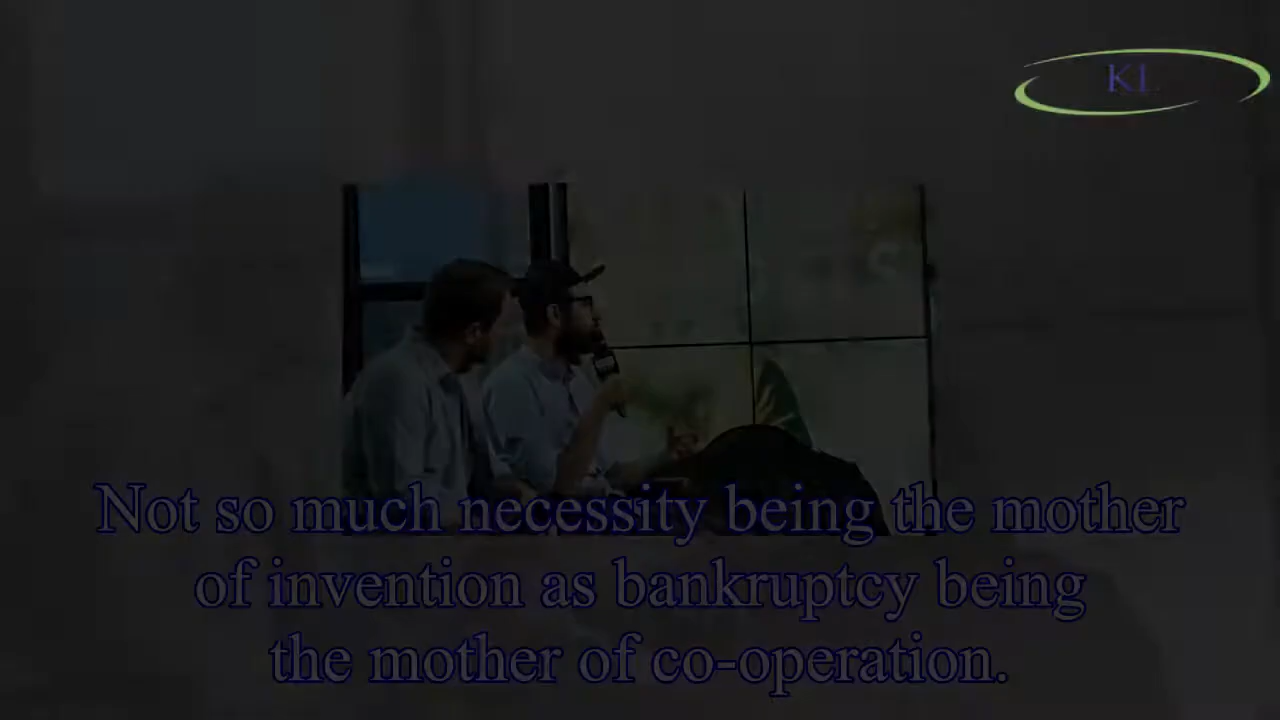 KL
Not so much necessity being the mother
of invention as bankruptcy being
the mother of co-operation.